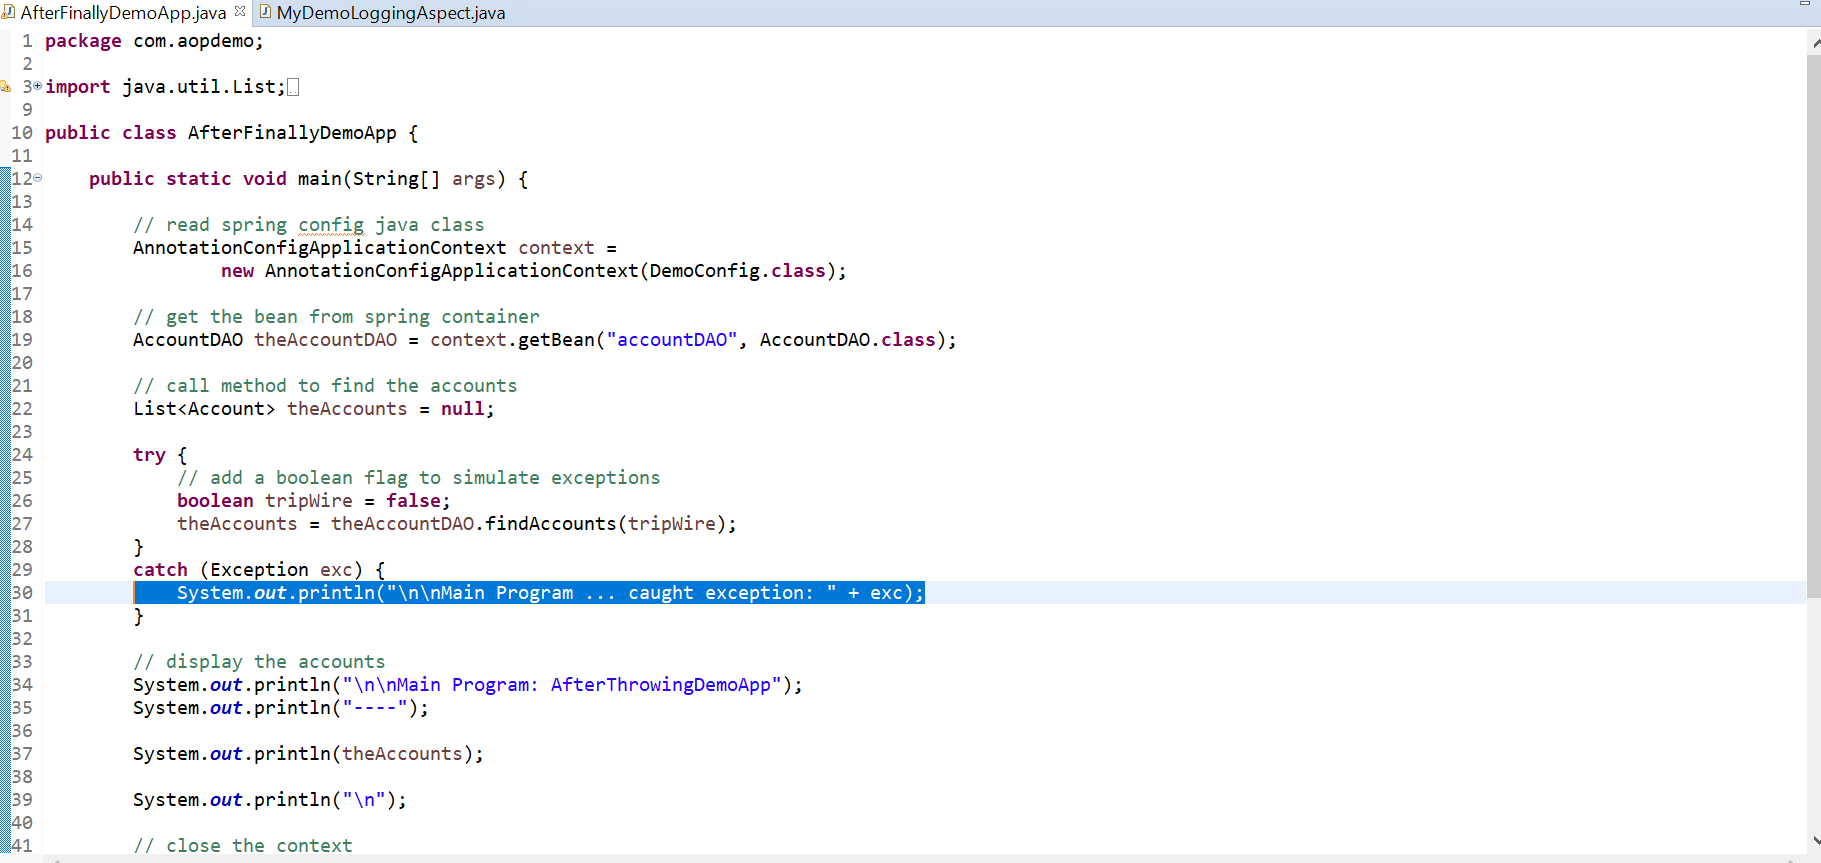 AfterFinallyDemoApp.java MyDemoLoggingAspect.java
1 package com.aopdemo;
2
3 import java.util.List;
9
10 public class AfterFinallyDemoApp {
11
12 public static void main(String[] args) {
13
14 // read spring config java class
15 AnnotationConfigApplicationContext context =
16 new AnnotationConfigApplicationContext(DemoConfig.class);
17
18 // get the bean from spring container
19 AccountDAO theAccountDAO = context.getBean("accountDAO", AccountDAO.class);
20
21 // call method to find the accounts
22 List<Account> theAccounts = null;
23
24 try {
25 // add a boolean flag to simulate exceptions
26 boolean tripWire = false;
27 theAccounts = theAccountDAO.findAccounts(tripWire);
28 }
29 catch (Exception exc) {
30 System.out.println("\n\nMain Program ... caught exception: " + exc);
31 }
32
33 // display the accounts
34 System.out.println("\n\nMain Program: AfterThrowingDemoApp");
35 System.out.println("----");
36
37 System.out.println(theAccounts);
38
39 System.out.println("\n");
40
41 // close the context